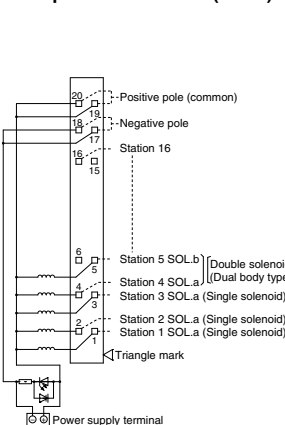 20
Positive pole (common)
19
18
Negative pole
17
Station 16
16
15
6
Station 5 SOL.b
Double solenoi
5
Station 4 SOL.a
(Dual body type
4
Station 3 SOL.a (Single solenoid)
3
Station 2 SOL.a (Single solenoid)
2
Station 1 SOL.a (Single solenoid)
1
Triangle mark
⊖ ⊕ Power supply terminal